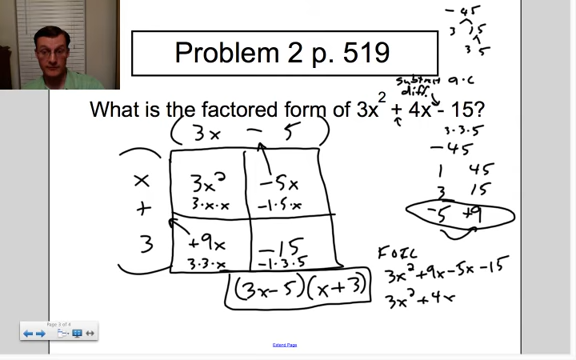 Problem 2 p. 519
- 45
3 15
3 5
subtract a·c
diff.
What is the factored form of 3x² + 4x - 15?
3·3·5
- 45
1 45
3 15
-5 +9
( 3x - 5 )
x
+
3
3x² -5x
3·x·x -1·5·x
+9x -15
3·3·x -1·3·5
(3x-5)(x+3)
FOIL
3x²+9x-5x-15
3x²+4x
Extend Page